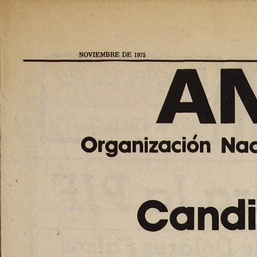 NOVIEMBRE DE 1975
AN
Organización Nac
Candi